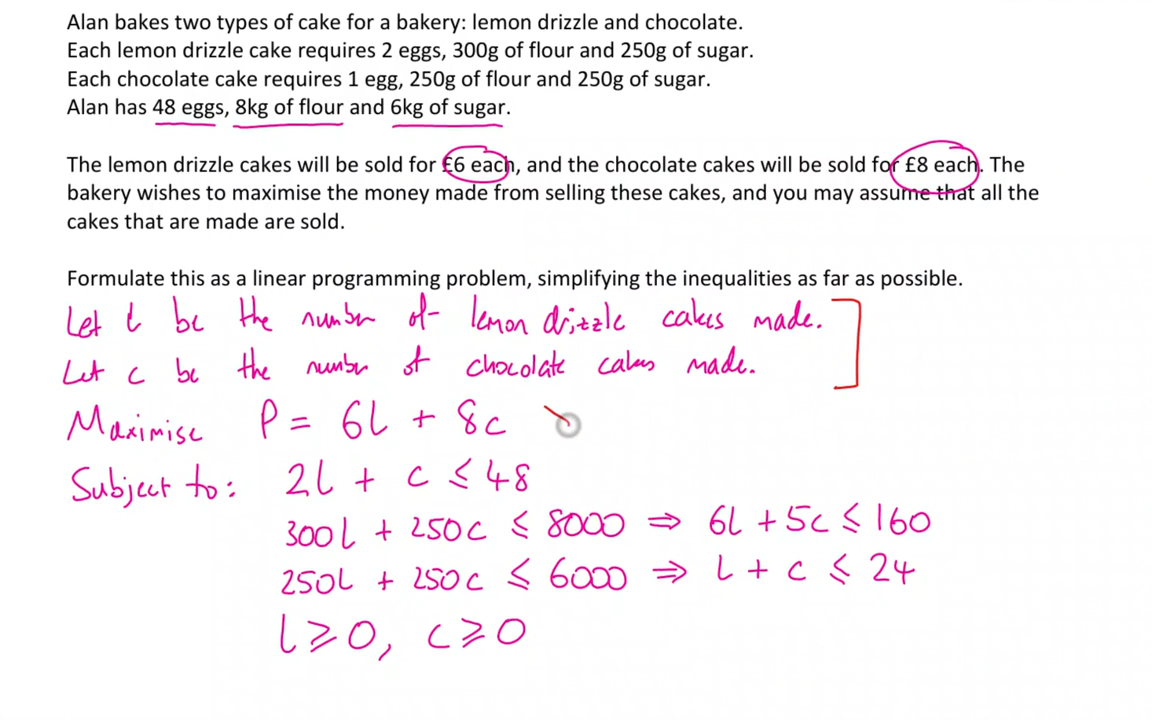 Alan bakes two types of cake for a bakery: lemon drizzle and chocolate.
Each lemon drizzle cake requires 2 eggs, 300g of flour and 250g of sugar.
Each chocolate cake requires 1 egg, 250g of flour and 250g of sugar.
Alan has 48 eggs, 8kg of flour and 6kg of sugar.
The lemon drizzle cakes will be sold for £6 each, and the chocolate cakes will be sold for £8 each. The
bakery wishes to maximise the money made from selling these cakes, and you may assume that all the
cakes that are made are sold.
Formulate this as a linear programming problem, simplifying the inequalities as far as possible.
Let l be the number of lemon drizzle cakes made.
Let c be the number of chocolate cakes made.
Maximise P = 6l + 8c
Subject to: 2l + c ≤ 48
300l + 250c ≤ 8000 ⇒ 6l + 5c ≤ 160
250l + 250c ≤ 6000 ⇒ l + c ≤ 24
l ≥ 0, c ≥ 0